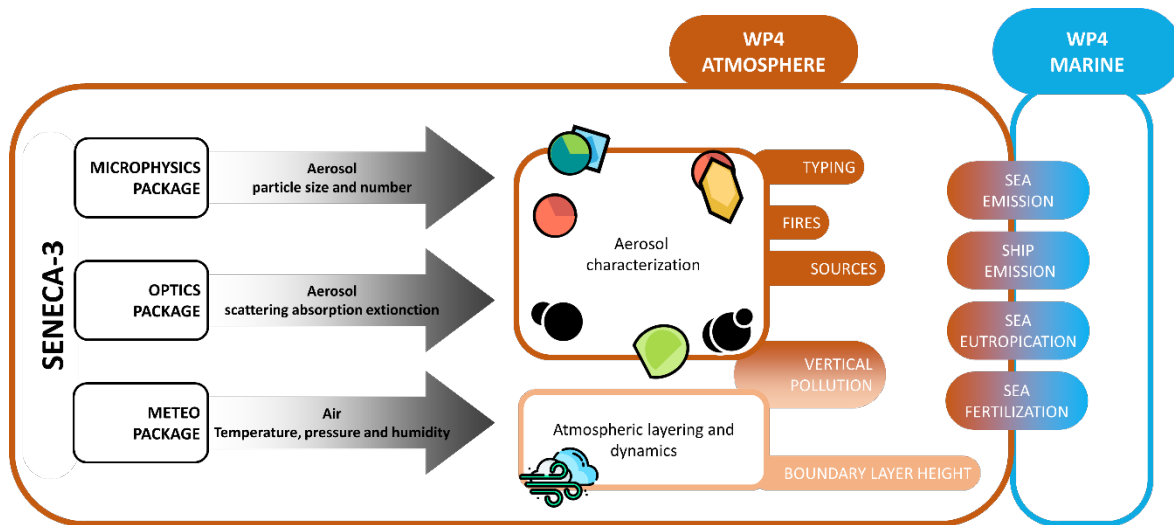 WP4
ATMOSPHERE
WP4
MARINE
SENECA-3
MICROPHYSICS
PACKAGE
Aerosol
particle size and number
OPTICS
PACKAGE
Aerosol
scattering absorption extionction
METEO
PACKAGE
Air
Temperature, pressure and humidity
Aerosol
characterization
Atmospheric layering and
dynamics
TYPING
FIRES
SOURCES
VERTICAL
POLLUTION
BOUNDARY LAYER HEIGHT
SEA
EMISSION
SHIP
EMISSION
SEA
EUTROPICATION
SEA
FERTILIZATION